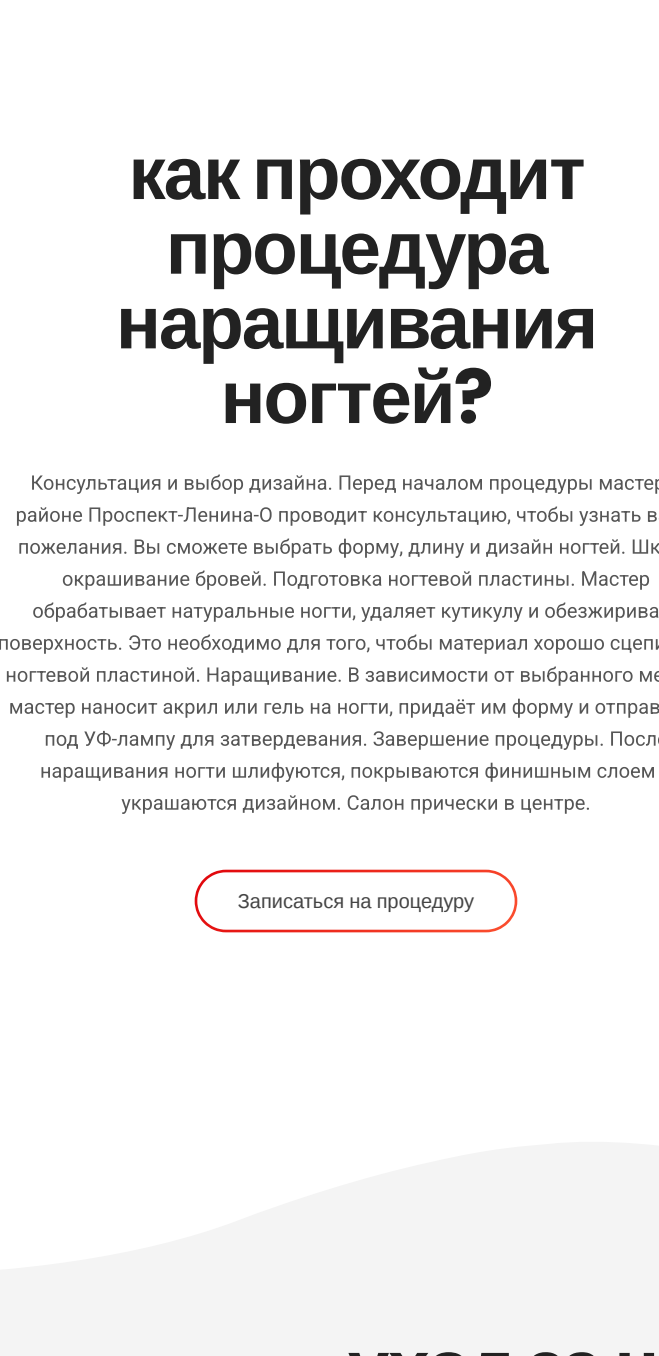 как проходит
процедура
наращивания
ногтей?
Консультация и выбор дизайна. Перед началом процедуры мастер
районе Проспект-Ленина-О проводит консультацию, чтобы узнать
пожелания. Вы сможете выбрать форму, длину и дизайн ногтей.
окрашивание бровей. Подготовка ногтевой пластины. Мастер
обрабатывает натуральные ногти, удаляет кутикулу и
поверхность. Это необходимо для того, чтобы материал хорошо
ногтевой пластиной. Наращивание. В зависимости от выбранного
мастер наносит акрил или гель на ногти, придаёт им форму и
под УФ-лампу для затвердевания. Завершение процедуры.
наращивания ногти шлифуются, покрываются финишным слоем
украшаются дизайном. Салон прически в центре.
Записаться на процедуру